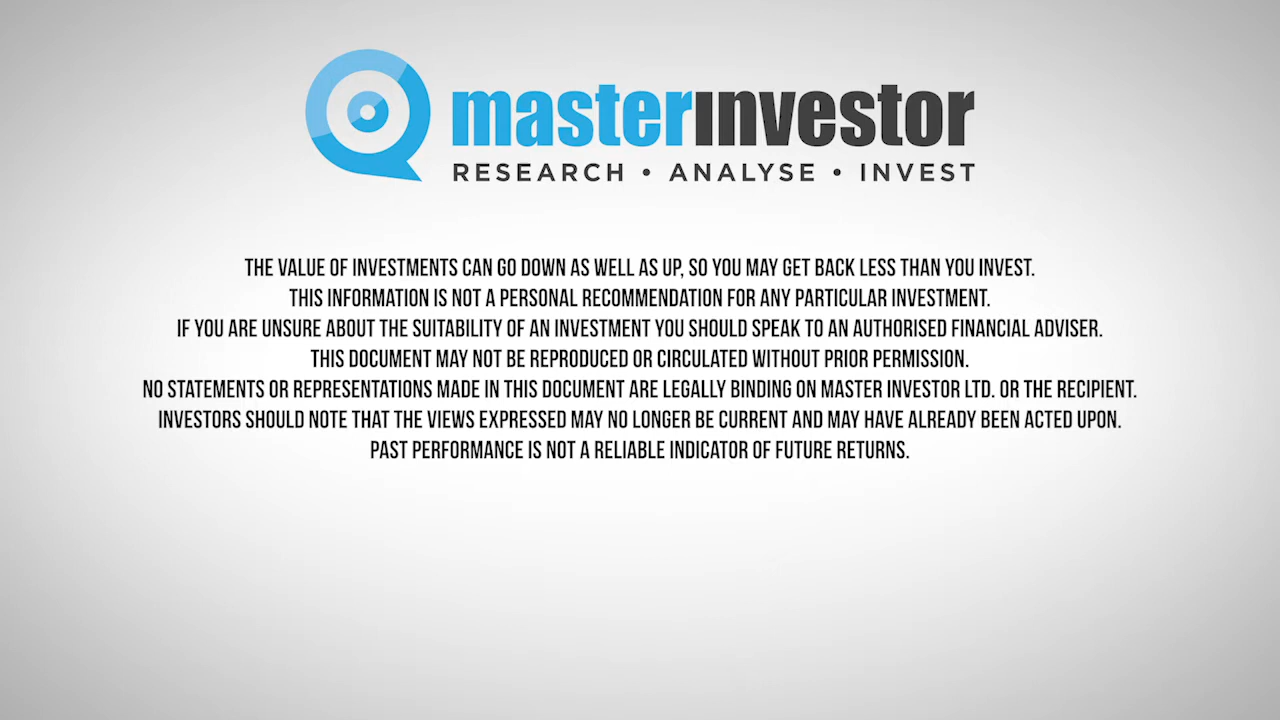 masterinvestor
RESEARCH • ANALYSE • INVEST
THE VALUE OF INVESTMENTS CAN GO DOWN AS WELL AS UP, SO YOU MAY GET BACK LESS THAN YOU INVEST.
THIS INFORMATION IS NOT A PERSONAL RECOMMENDATION FOR ANY PARTICULAR INVESTMENT.
IF YOU ARE UNSURE ABOUT THE SUITABILITY OF AN INVESTMENT YOU SHOULD SPEAK TO AN AUTHORISED FINANCIAL ADVISER.
THIS DOCUMENT MAY NOT BE REPRODUCED OR CIRCULATED WITHOUT PRIOR PERMISSION.
NO STATEMENTS OR REPRESENTATIONS MADE IN THIS DOCUMENT ARE LEGALLY BINDING ON MASTER INVESTOR LTD. OR THE RECIPIENT.
INVESTORS SHOULD NOTE THAT THE VIEWS EXPRESSED MAY NO LONGER BE CURRENT AND MAY HAVE ALREADY BEEN ACTED UPON.
PAST PERFORMANCE IS NOT A RELIABLE INDICATOR OF FUTURE RETURNS.